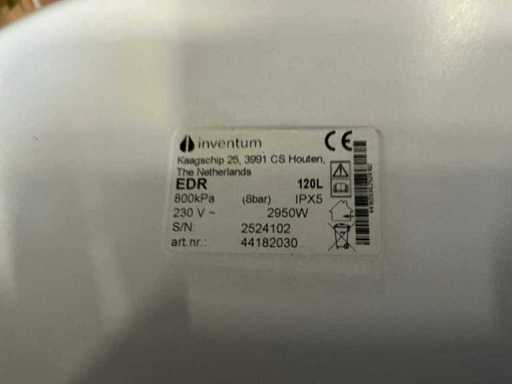 inventum
Kaagschip 25, 3991 CS Houten,
The Netherlands
EDR 120L
800kPa (8bar) IPX5
230 V ~ 2950W
S/N: 2524102
art.nr.: 44182030